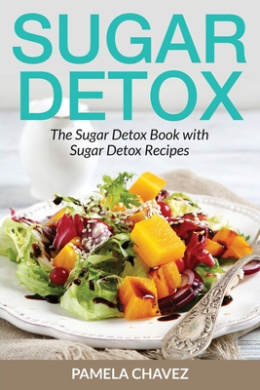 SUGAR
DETOX
The Sugar Detox Book with
Sugar Detox Recipes
PAMELA CHAVEZ